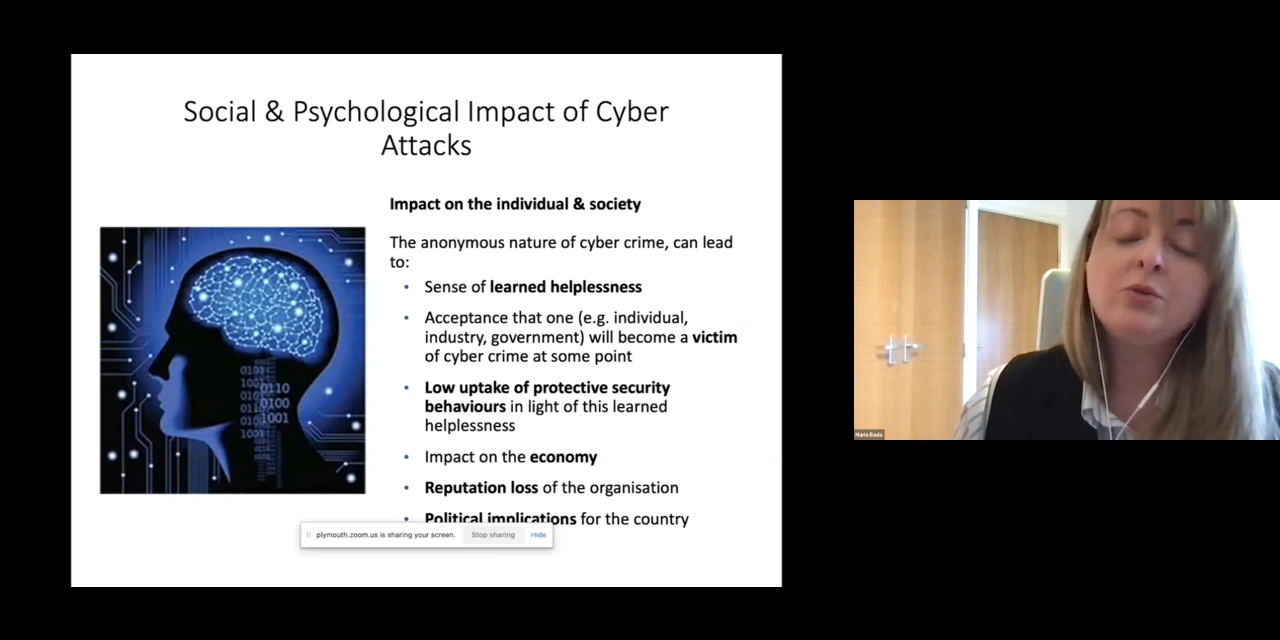 Social & Psychological Impact of Cyber
Attacks
Impact on the individual & society
The anonymous nature of cyber crime, can lead
to:
• Sense of learned helplessness
• Acceptance that one (e.g. individual,
industry, government) will become a victim
of cyber crime at some point
• Low uptake of protective security
behaviours in light of this learned
helplessness
• Impact on the economy
• Reputation loss of the organisation
• Political implications for the country
plymouth.zoom.us is sharing your screen. Stop sharing Hide
0110
0100
1001
Maria Bada